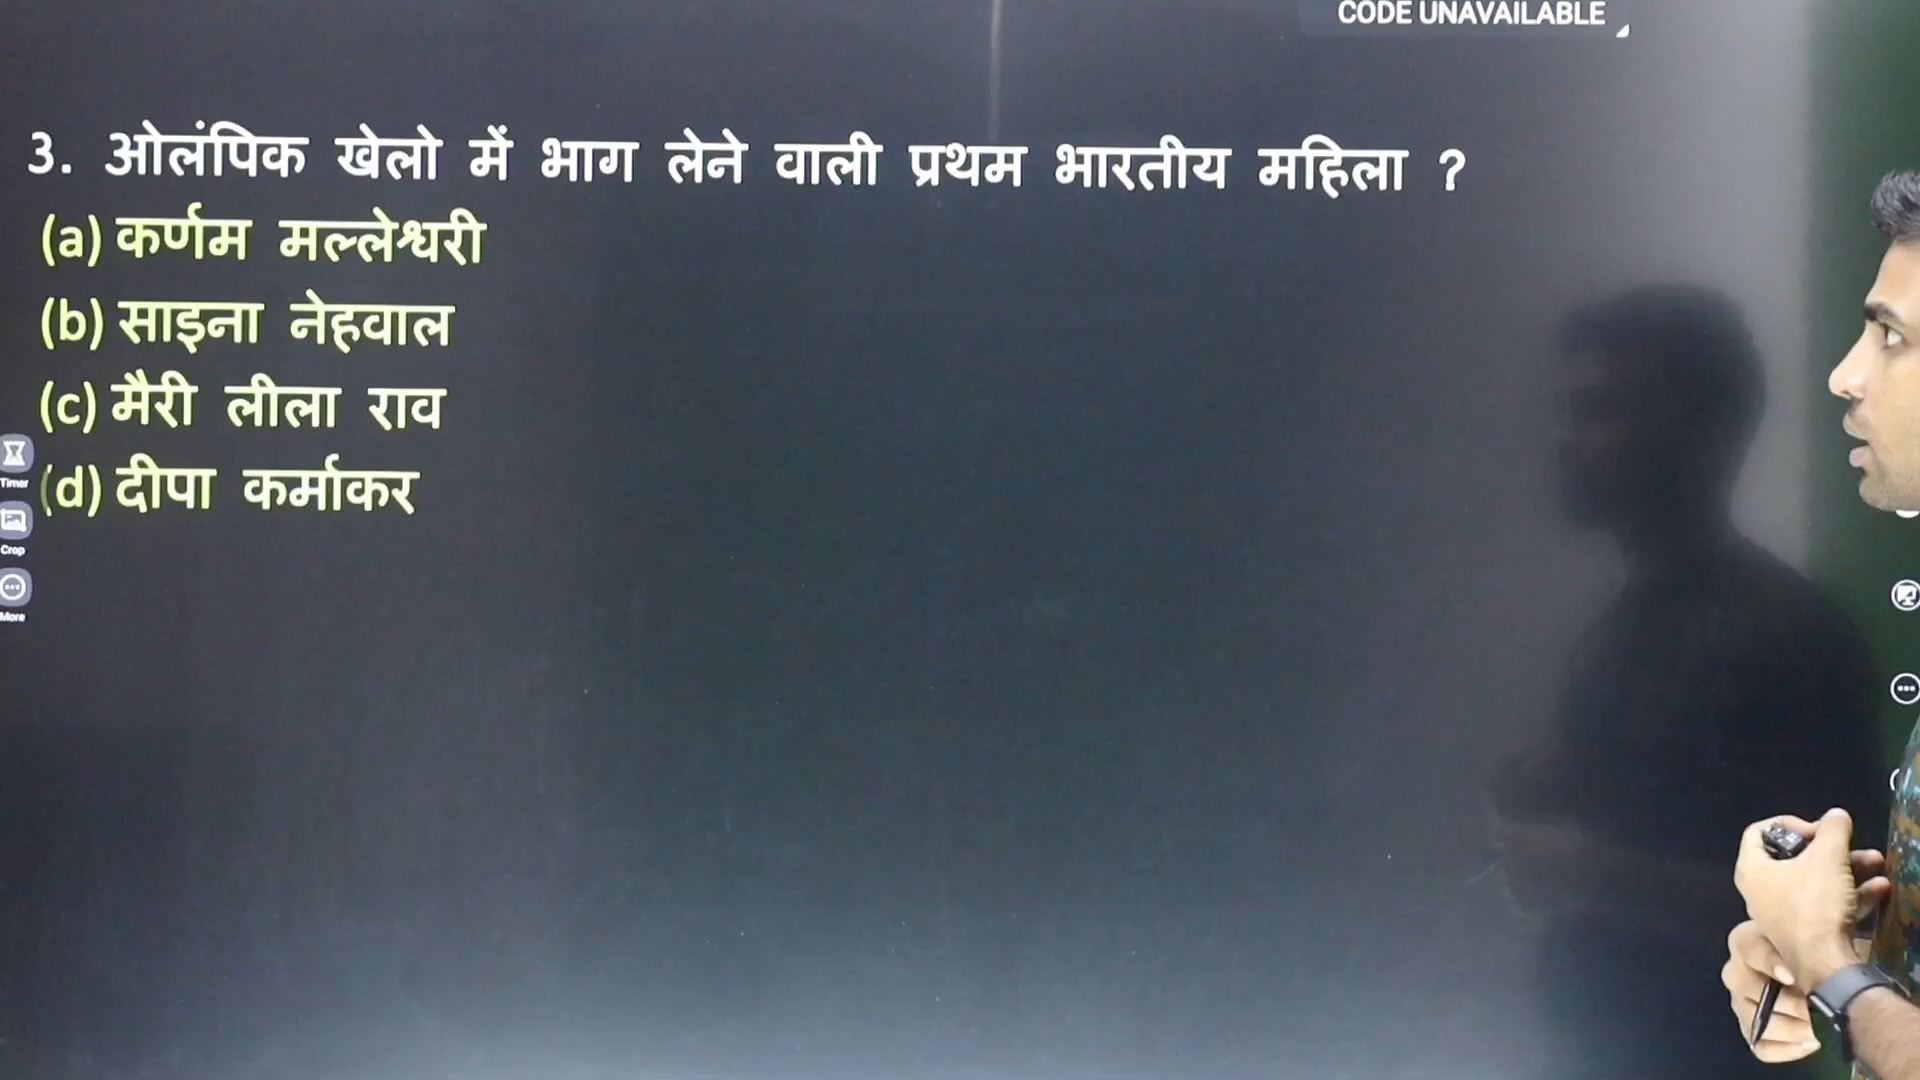 CODE UNAVAILABLE
3. ओलंपिक खेलो में भाग लेने वाली प्रथम भारतीय महिला ?
(a) कर्णम मल्लेश्वरी
(b) साइना नेहवाल
(c) मैरी लीला राव
(d) दीपा कर्माकर
Timer
Crop
More